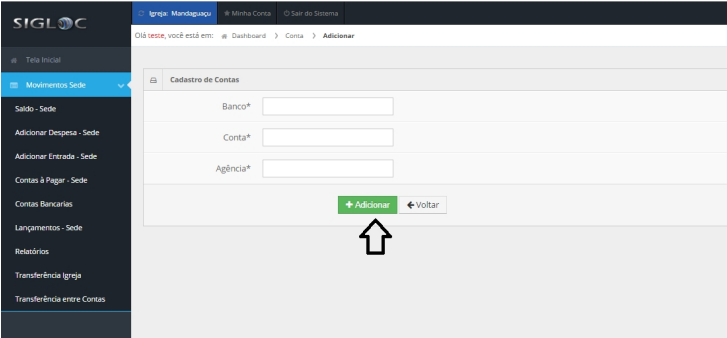 SIGLOC
Igreja: Mandaguaçu Minha Conta Sair do Sistema
Olá teste, você está em: Dashboard > Conta > Adicionar
Tela Inicial
Movimentos Sede
Saldo - Sede
Adicionar Despesa - Sede
Adicionar Entrada - Sede
Contas à Pagar - Sede
Contas Bancarias
Lançamentos - Sede
Relatórios
Transferência Igreja
Transferência entre Contas
Cadastro de Contas
Banco*
Conta*
Agência*
Adicionar Voltar